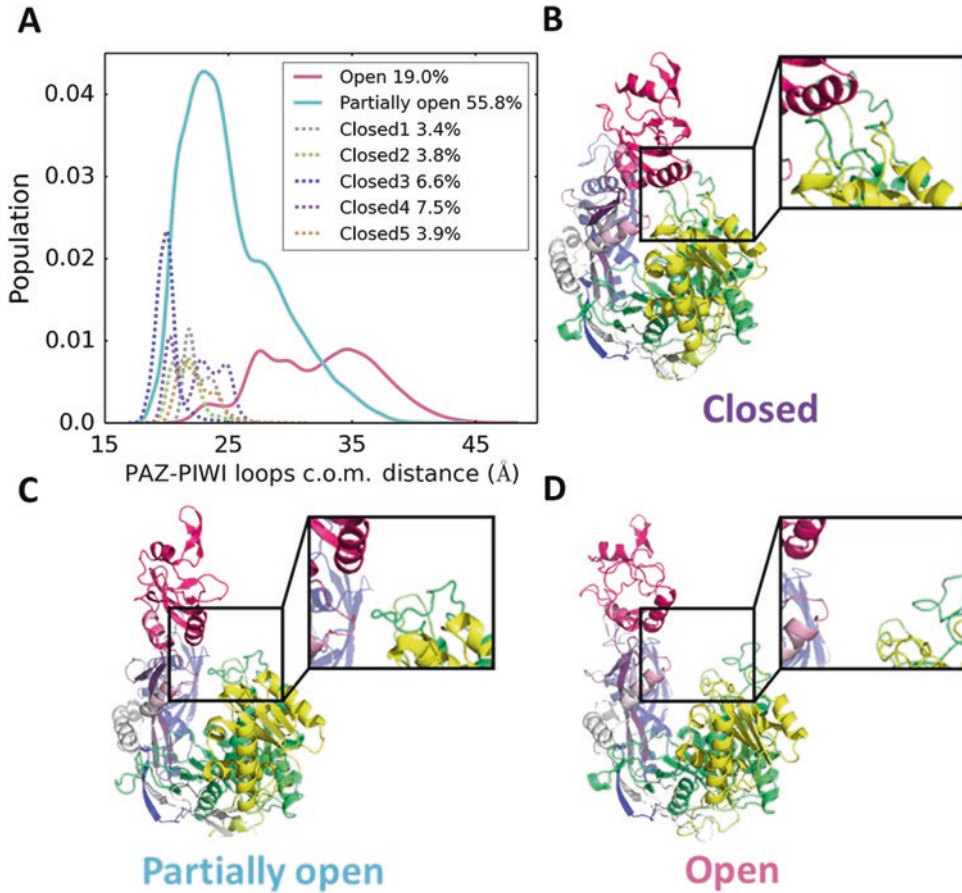 A
Population
0.04
0.03
0.02
0.01
0.0
15
25
35
45
PAZ-PIWI loops c.o.m. distance (Å)
Open 19.0%
Partially open 55.8%
Closed1 3.4%
Closed2 3.8%
Closed3 6.6%
Closed4 7.5%
Closed5 3.9%
B
Closed
C
Partially open
D
Open